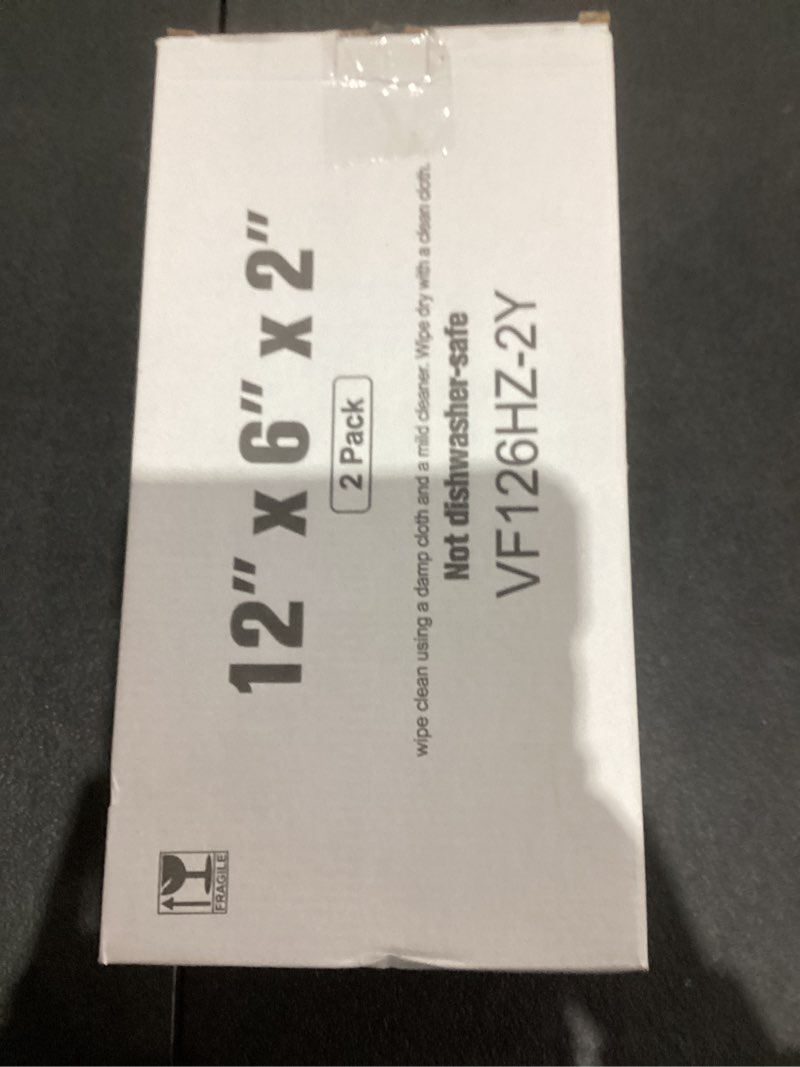 12" x 6" x 2"
2 Pack
wipe clean using a damp cloth and a mild cleaner. Wipe dry with a clean cloth.
Not dishwasher-safe
VF126HZ-2Y
FRAGILE